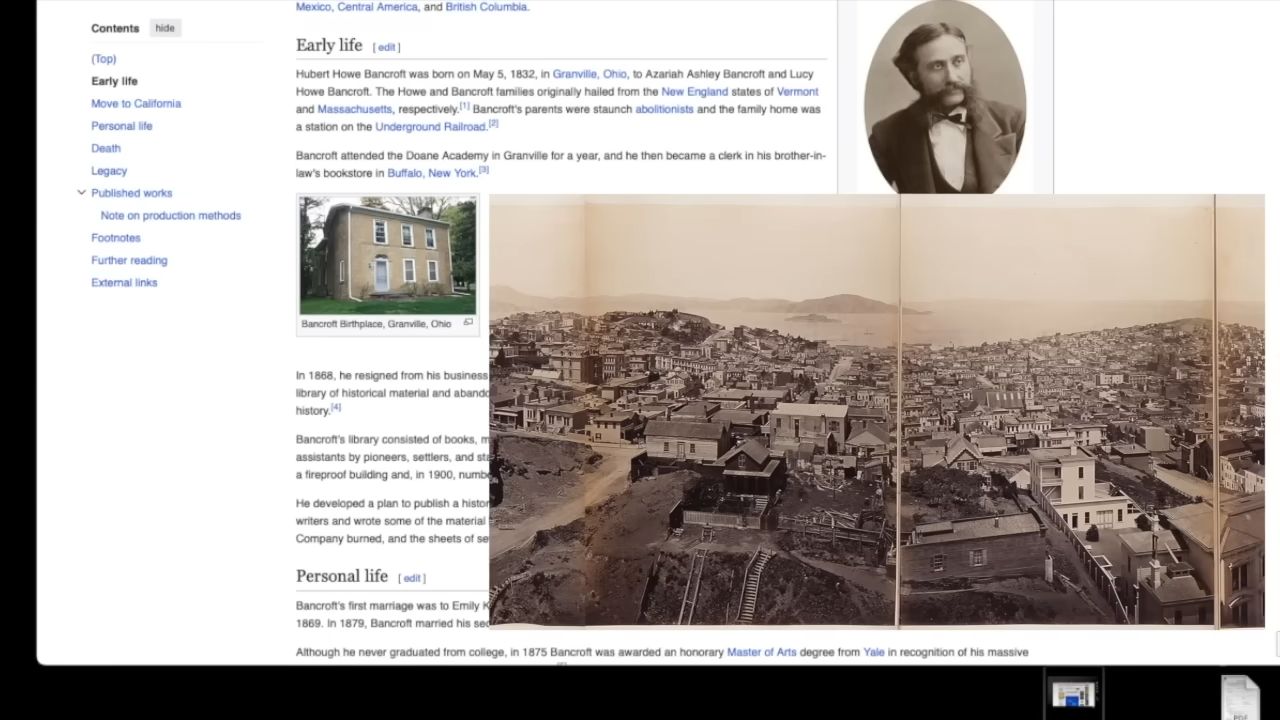 Contents hide
(Top)
Early life
Move to California
Personal life
Death
Legacy
Published works
Note on production methods
Footnotes
Further reading
External links
Mexico, Central America, and British Columbia.
Early life [ edit ]
Hubert Howe Bancroft was born on May 5, 1832, in Granville, Ohio, to Azariah Ashley Bancroft and Lucy
Howe Bancroft. The Howe and Bancroft families originally hailed from the New England states of Vermont
and Massachusetts, respectively.[1] Bancroft's parents were staunch abolitionists and the family home was
a station on the Underground Railroad.[2]
Bancroft attended the Doane Academy in Granville for a year, and he then became a clerk in his brother-in-
law's bookstore in Buffalo, New York.[3]
Bancroft Birthplace, Granville, Ohio
In 1868, he resigned from his business
library of historical material and abando
history.[4]
Bancroft's library consisted of books, m
assistants by pioneers, settlers, and sta
a fireproof building and, in 1900, numbe
He developed a plan to publish a histor
writers and wrote some of the material
Company burned, and the sheets of se
Personal life [ edit ]
Bancroft's first marriage was to Emily K
1869. In 1879, Bancroft married his sec
Although he never graduated from college, in 1875 Bancroft was awarded an honorary Master of Arts degree from Yale in recognition of his massive
PDF